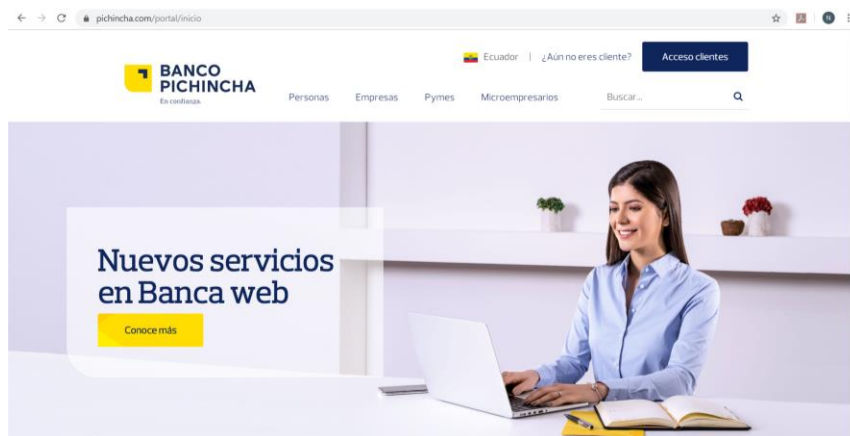 pichincha.com/portal/inicio
N
Ecuador | ¿Aún no eres cliente? Acceso clientes
BANCO
PICHINCHA
En confianza.
Personas Empresas Pymes Microempresarios Buscar...
Nuevos servicios
en Banca web
Conoce más